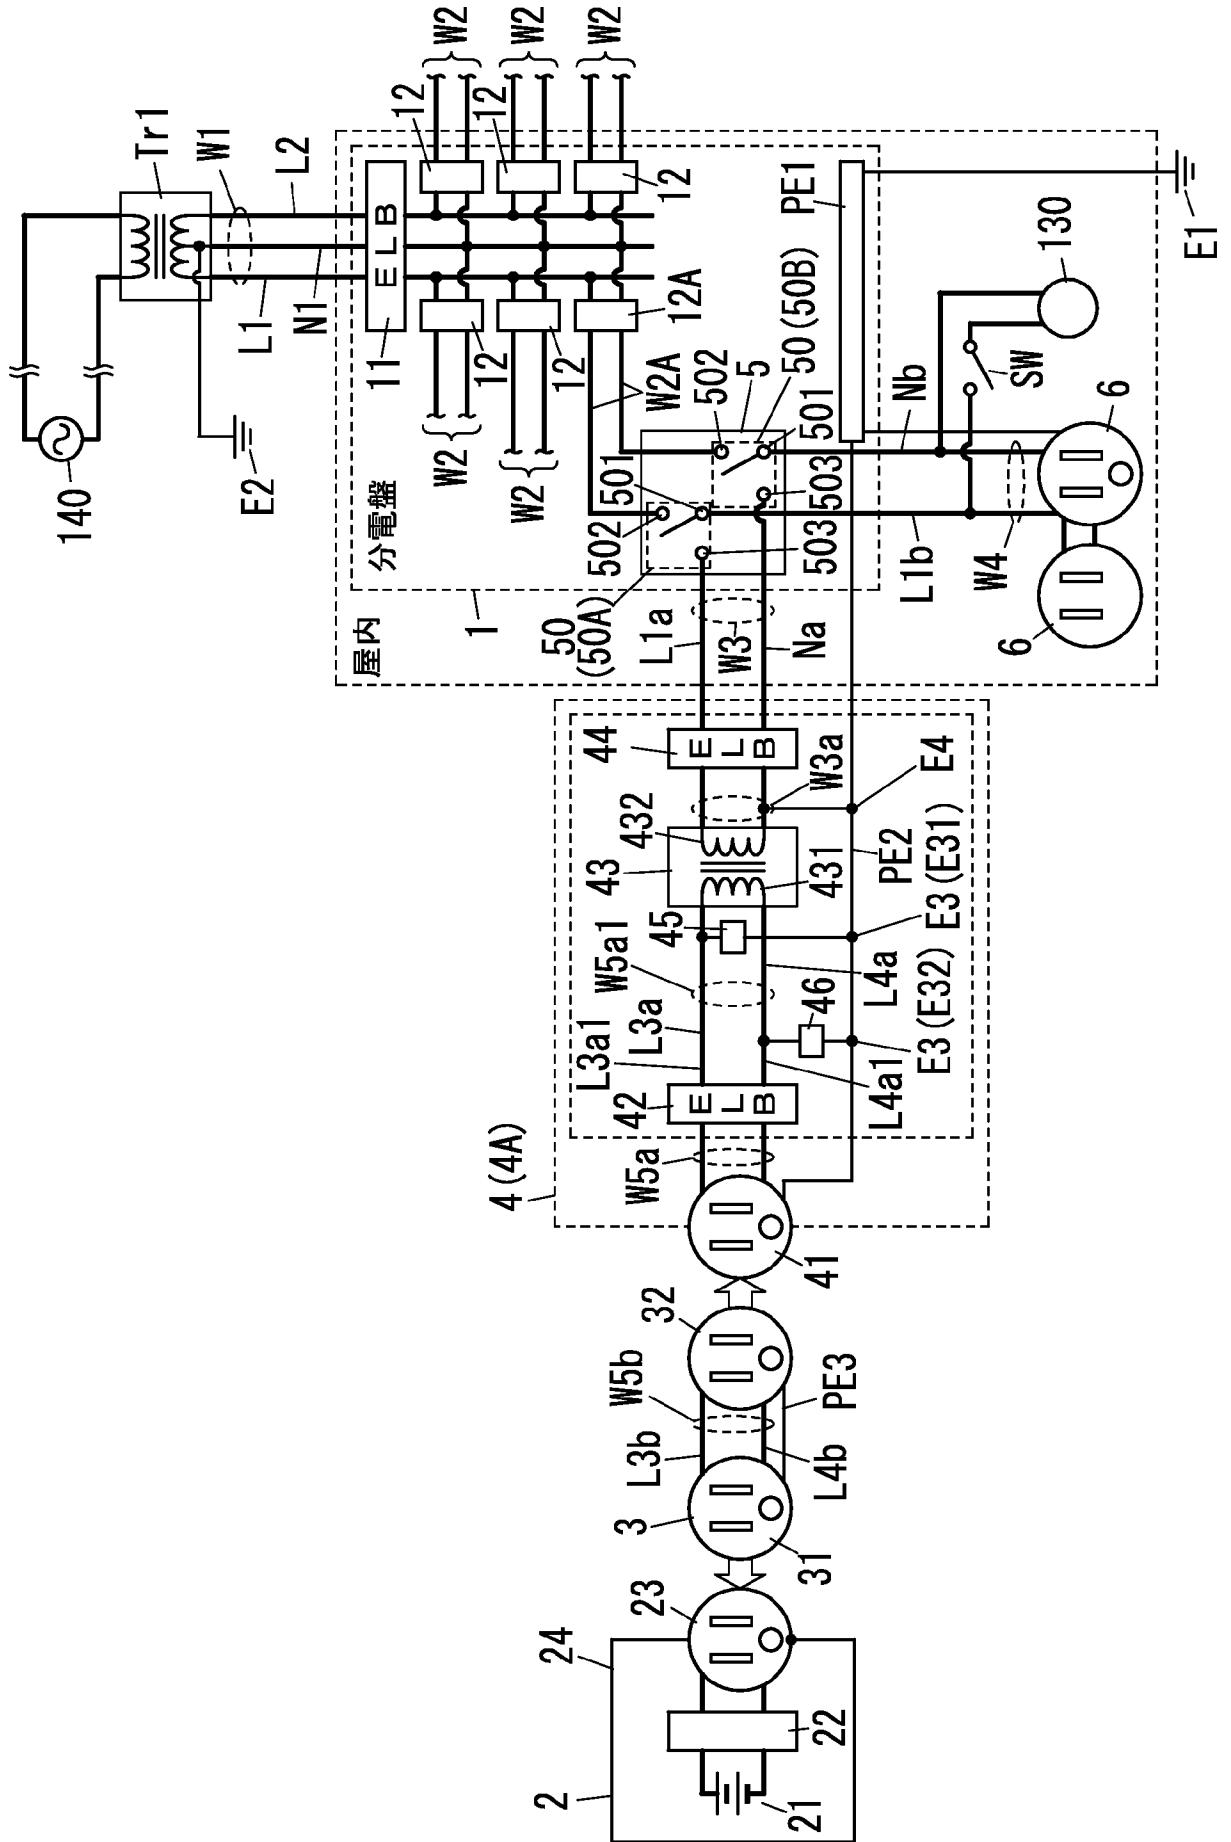 140
E2
Tr1
W1
L2
L1
N1
屋内
分電盤
1
11
E L B
12
12
12
12
12
12A
W2
W2
W2
W2
W2
W2A
502
5
50(50B)
501
501
502
503
503
50
(50A)
PE1
E1
130
SW
Nb
6
6
W4
L1b
L1a
W3
Na
4(4A)
44
E L B
W3a
E4
432
43
431
PE2
E3(E31)
45
W5a1
L4a
46
E3(E32)
L3a
L3a1
L4a1
42
E L B
W5a
41
32
W5b
PE3
L3b
L4b
3
31
23
24
22
2
21